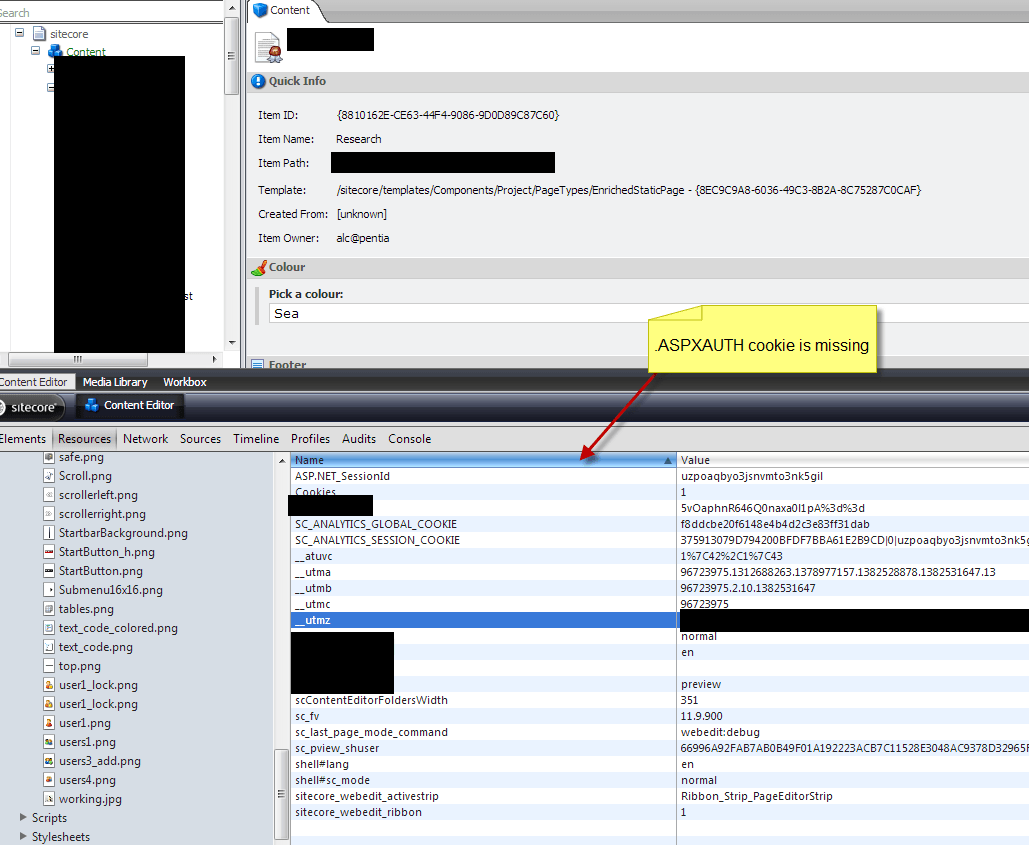 Search
sitecore
Content
st
Content
Quick Info
Item ID: {8810162E-CE63-44F4-9086-9D0D89C87C60}
Item Name: Research
Item Path:
Template: /sitecore/templates/Components/Project/PageTypes/EnrichedStaticPage - {8EC9C9A8-6036-49C3-8B2A-8C75287C0CAF}
Created From: [unknown]
Item Owner: alc@pentia
Colour
Pick a colour:
Sea
.ASPXAUTH cookie is missing
Footer
Content Editor Media Library Workbox
sitecore Content Editor
Elements Resources Network Sources Timeline Profiles Audits Console
safe.png
Scroll.png
scrollerleft.png
scrollerright.png
StartbarBackground.png
StartButton_h.png
StartButton.png
Submenu16x16.png
tables.png
text_code_colored.png
text_code.png
top.png
user1_lock.png
user1_lock.png
user1.png
users1.png
users3_add.png
users4.png
working.jpg
Scripts
Stylesheets
Name Value
ASP.NET_SessionId uzpoaqbyo3jsnvmto3nk5gil
Cookies 1
5vOaphnR646Q0naxa0l1pA%3d%3d
SC_ANALYTICS_GLOBAL_COOKIE f8ddcbe20f6148e4b4d2c3e83ff31dab
SC_ANALYTICS_SESSION_COOKIE 375913079D794200BFDF7BBA61E2B9CD|0|uzpoaqbyo3jsnvmto3nk5g
__atuvc 1%7C42%2C1%7C43
__utma 96723975.1312688263.1378977157.1382528878.1382531647.13
__utmb 96723975.2.10.1382531647
__utmc 96723975
__utmz
normal
en
preview
scContentEditorFoldersWidth 351
sc_fv 11.9.900
sc_last_page_mode_command webedit:debug
sc_pview_shuser 66996A92FAB7AB0B49F01A192223ACB7C11528E3048AC9378D32965F
shell#lang en
shell#sc_mode normal
sitecore_webedit_activestrip Ribbon_Strip_PageEditorStrip
sitecore_webedit_ribbon 1